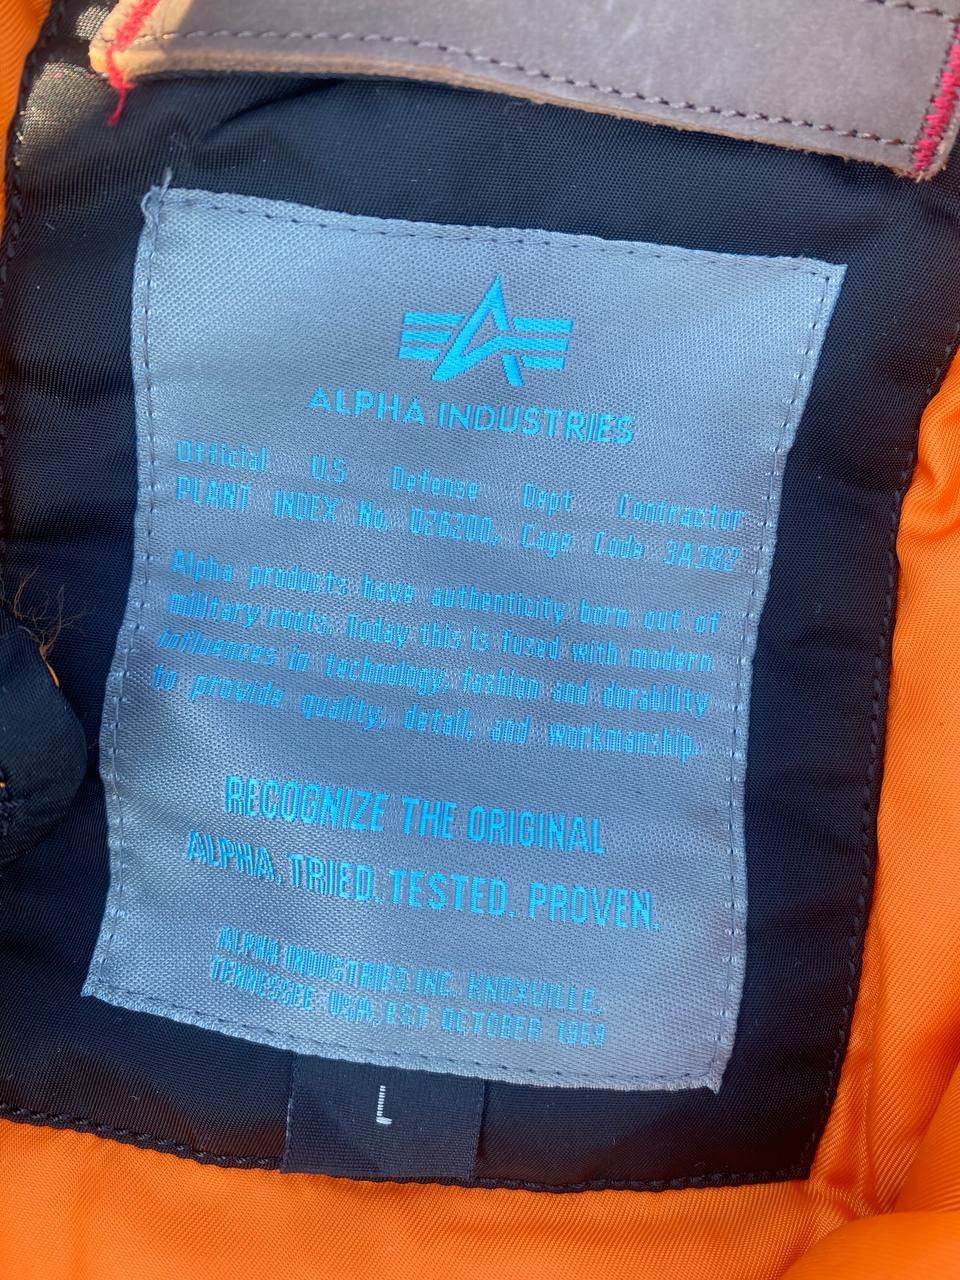 ALPHA INDUSTRIES
Official U.S Defense Dept Contractor
PLANT INDEX No. 026200, Cage Code 3A382
Alpha products have authenticity born out of
military roots. Today this is fused with modern
influences in technology, fashion and durability
to provide quality, detail, and workmanship.
RECOGNIZE THE ORIGINAL
ALPHA. TRIED. TESTED. PROVEN.
ALPHA INDUSTRIES INC. KNOXVILLE,
TENNESSEE USA, EST OCTOBER 1959
L